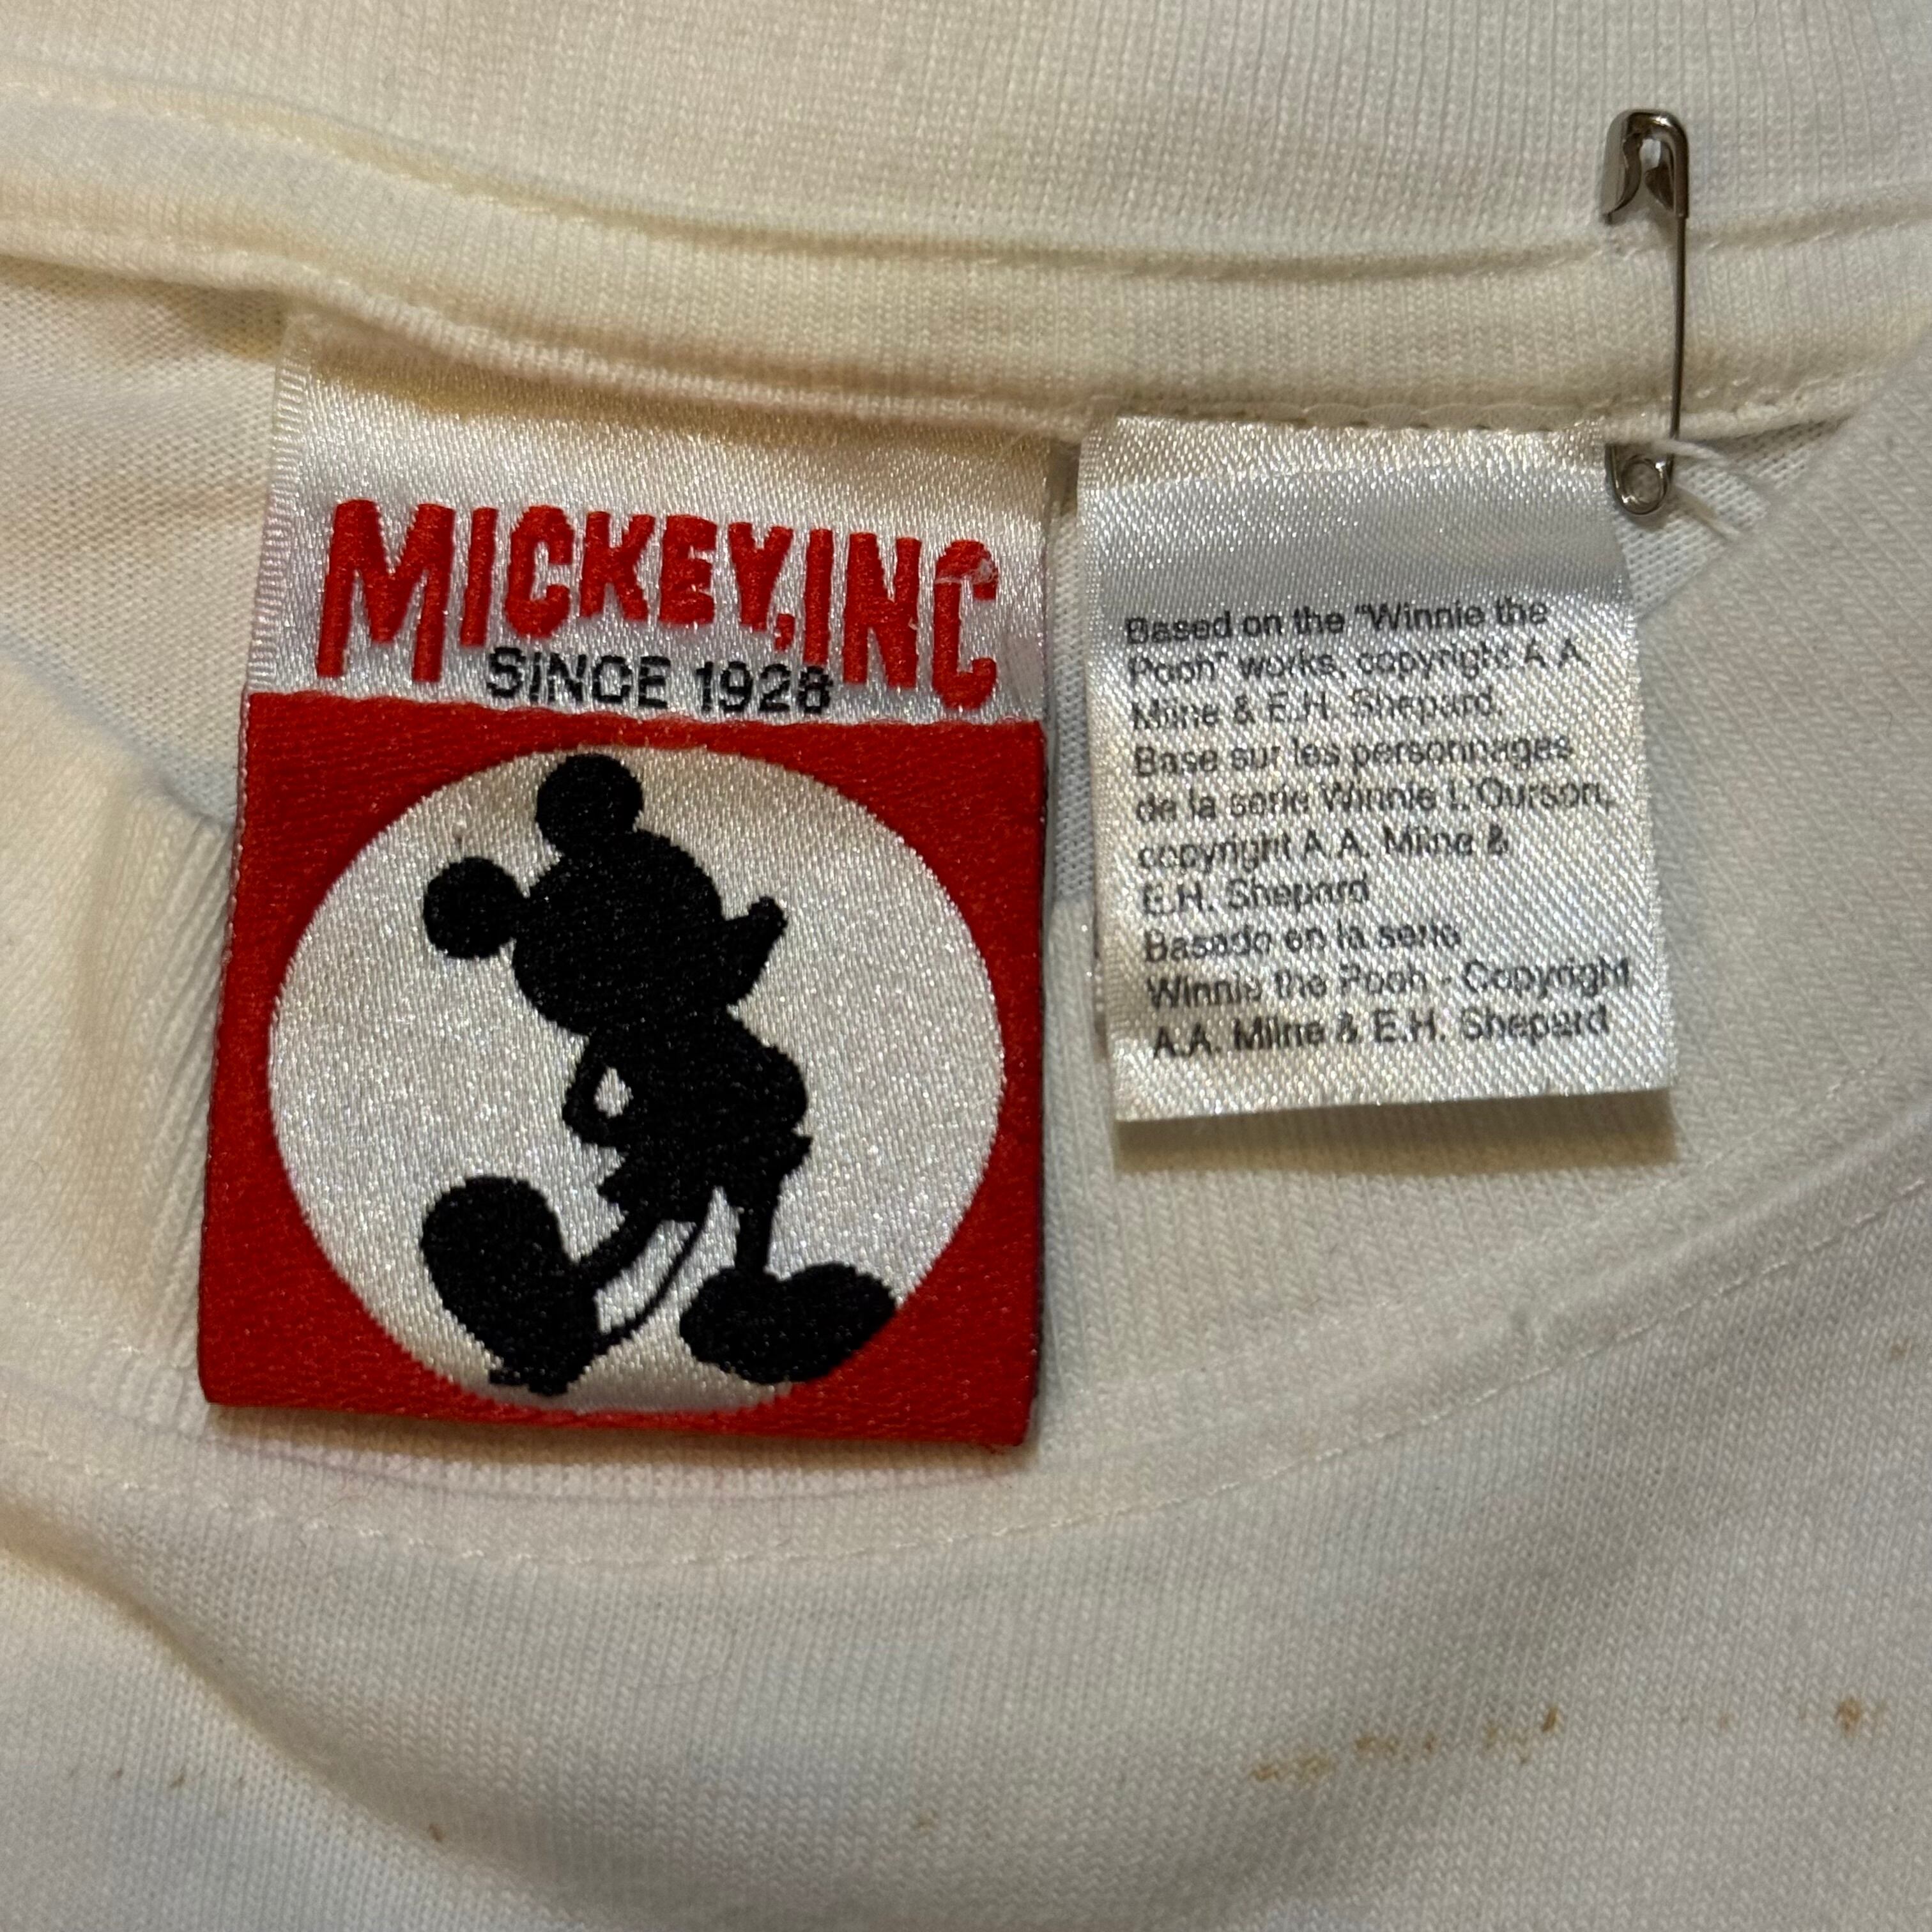 MICKEY, INC
SINCE 1928
Based on the "Winnie the
Pooh" works, copyright A.A.
Milne & E.H. Shepard.
Base sur les personnages
de la serie Winnie L'Ourson,
copyright A.A. Milne &
E.H. Shepard
Basado en la serie
Winnie the Pooh - Copyright
A.A. Milne & E.H. Shepard